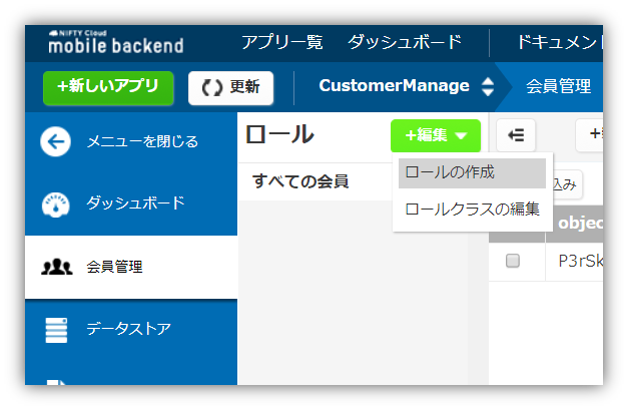 NIFTY Cloud
mobile backend
アプリ一覧 ダッシュボード ドキュメント
+新しいアプリ 更新 CustomerManage 会員管理
メニューを閉じる
ダッシュボード
会員管理
データストア
ロール +編集
すべての会員
ロールの作成
ロールクラスの編集
込み
objec
P3rSk